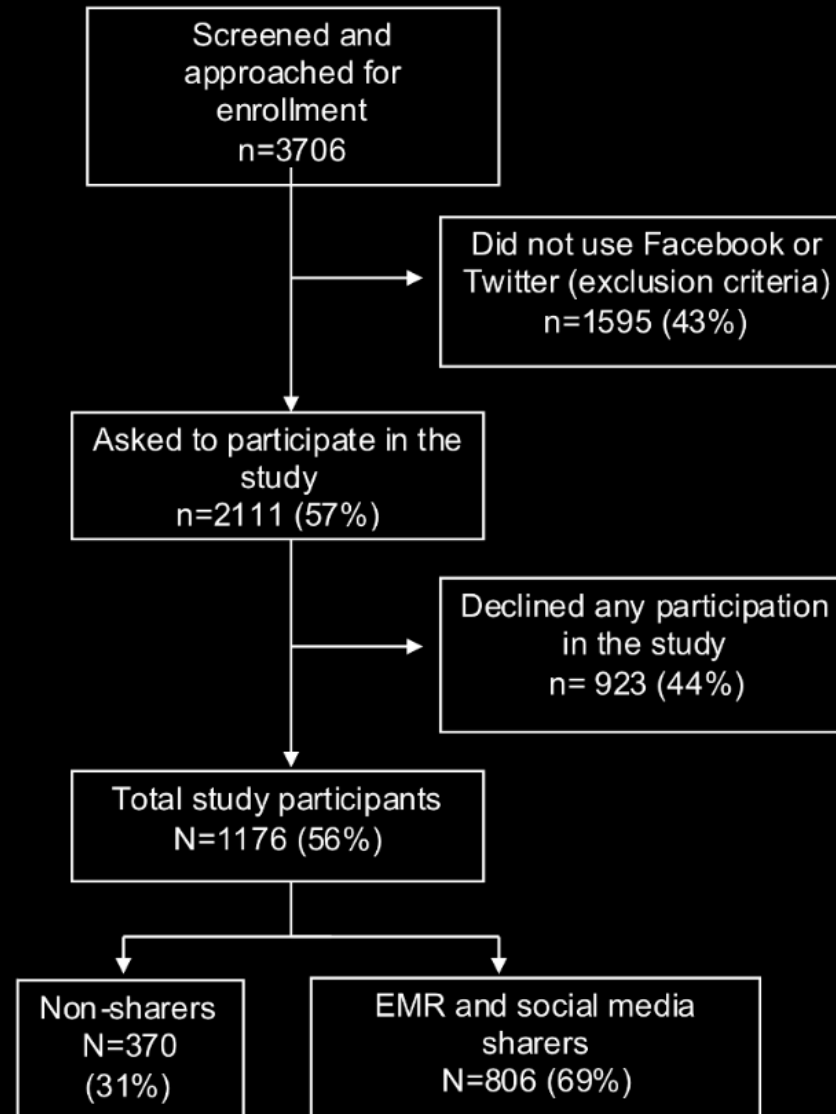 Screened and
approached for
enrollment
n=3706
Did not use Facebook or
Twitter (exclusion criteria)
n=1595 (43%)
Asked to participate in the
study
n=2111 (57%)
Declined any participation
in the study
n= 923 (44%)
Total study participants
N=1176 (56%)
Non-sharers
N=370
(31%)
EMR and social media
sharers
N=806 (69%)